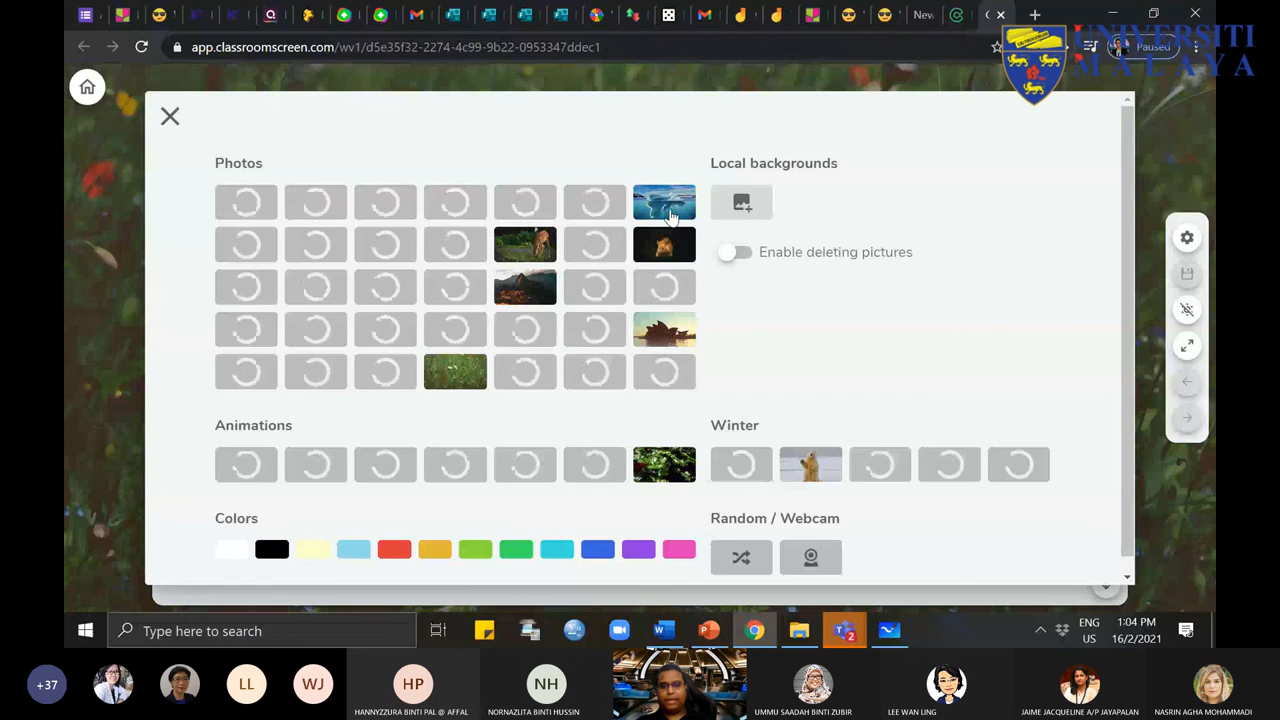 New
app.classroomscreen.com/wv1/d5e35f32-2274-4c99-9b22-0953347ddec1
Paused
UNIVERSITI
MALAYA
Photos
Local backgrounds
Enable deleting pictures
Animations
Winter
Colors
Random / Webcam
Type here to search
2
ENG
US
1:04 PM
16/2/2021
+37
LL
WJ
HP
NH
HANNYZZURA BINTI PAL @ AFFAL
NORNAZLITA BINTI HUSSIN
UMMU SAADAH BINTI ZUBIR
LEE WAN LING
JAIME JACQUELINE A/P JAYAPALAN
NASRIN AGHA MOHAMMADI